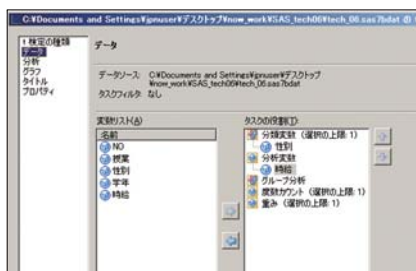 C:¥Documents and Settings¥jpnuser¥デスクトップ¥now_work¥SAS_tech06¥tech_06.sas7bdat の
t 検定の種類
データ
分析
グラフ
タイトル
プロパティ
データ
データソース: C:¥Documents and Settings¥jpnuser¥デスクトップ
¥now_work¥SAS_tech06¥tech_06.sas7bdat
タスクフィルタ: なし
変数リスト(A)
名前
NO
授業
性別
学年
時給
タスクの役割(I):
分類変数 (選択の上限: 1)
性別
分析変数
時給
グループ分析
度数カウント (選択の上限: 1)
重み (選択の上限: 1)